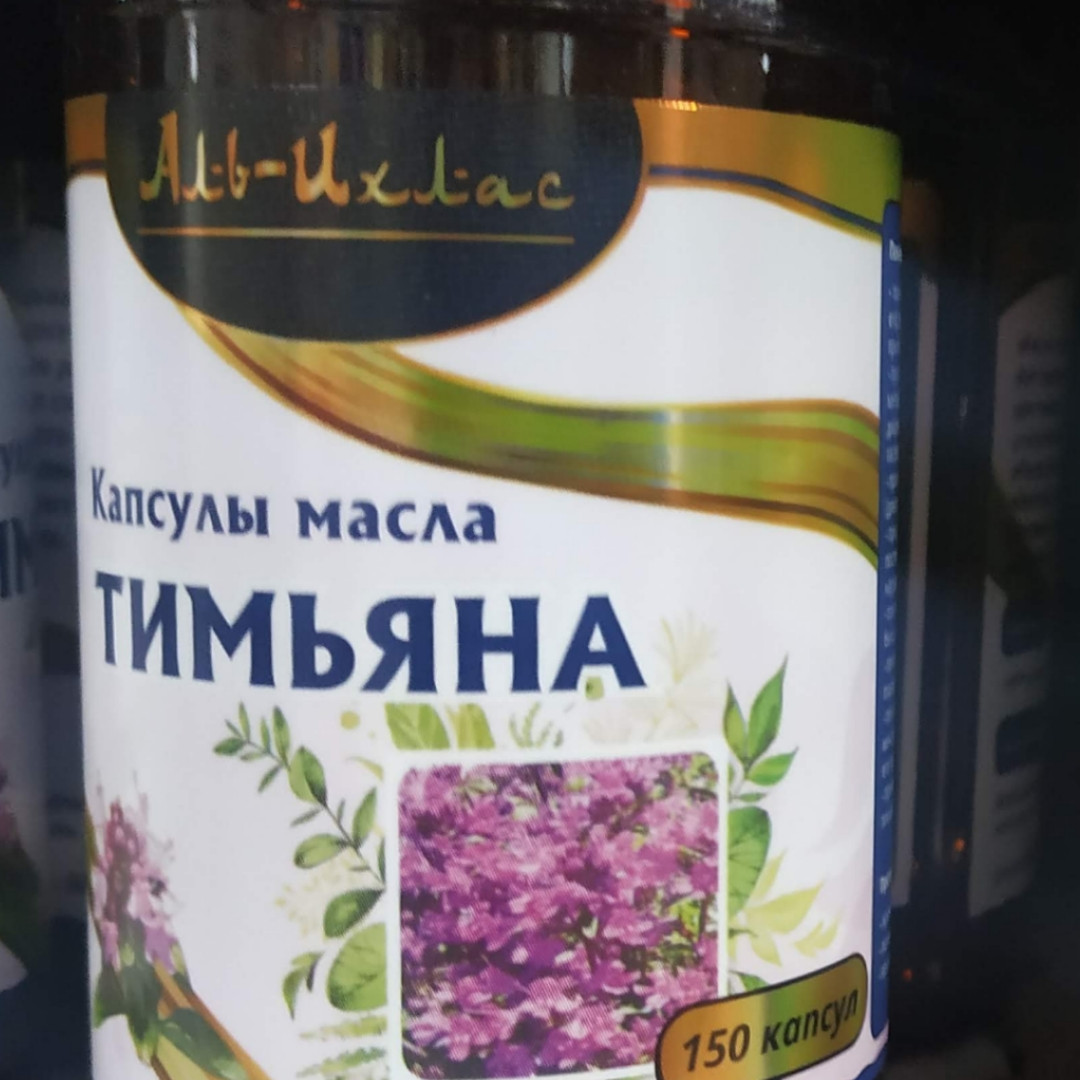 Аль-Ихлас
Капсулы масла
ТИМЬЯНА
150 капсул